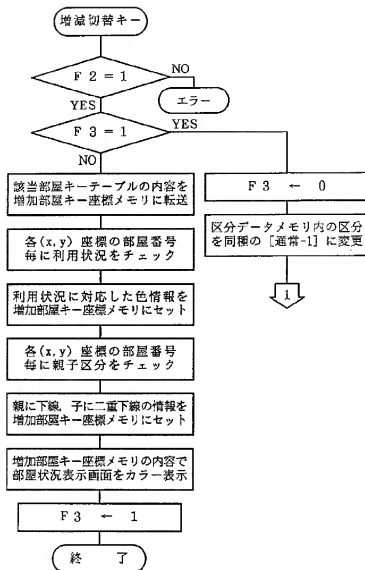 増減切替キー
F2＝1
NO
エラー
YES
F3＝1
YES
NO
該当部屋キーテーブルの内容を
増加部屋キー座標メモリに転送
各(x,y) 座標の部屋番号
毎に利用状況をチェック
利用状況に対応した色情報を
増加部屋キー座標メモリにセット
各(x,y) 座標の部屋番号
毎に親子区分をチェック
親に下線，子に二重下線の情報を
増加部屋キー座標メモリにセット
増加部屋キー座標メモリの内容で
部屋状況表示画面をカラー表示
F3 ← 1
終 了
F3 ← 0
区分データメモリ内の区分
を同種の [通常-1] に変更
1